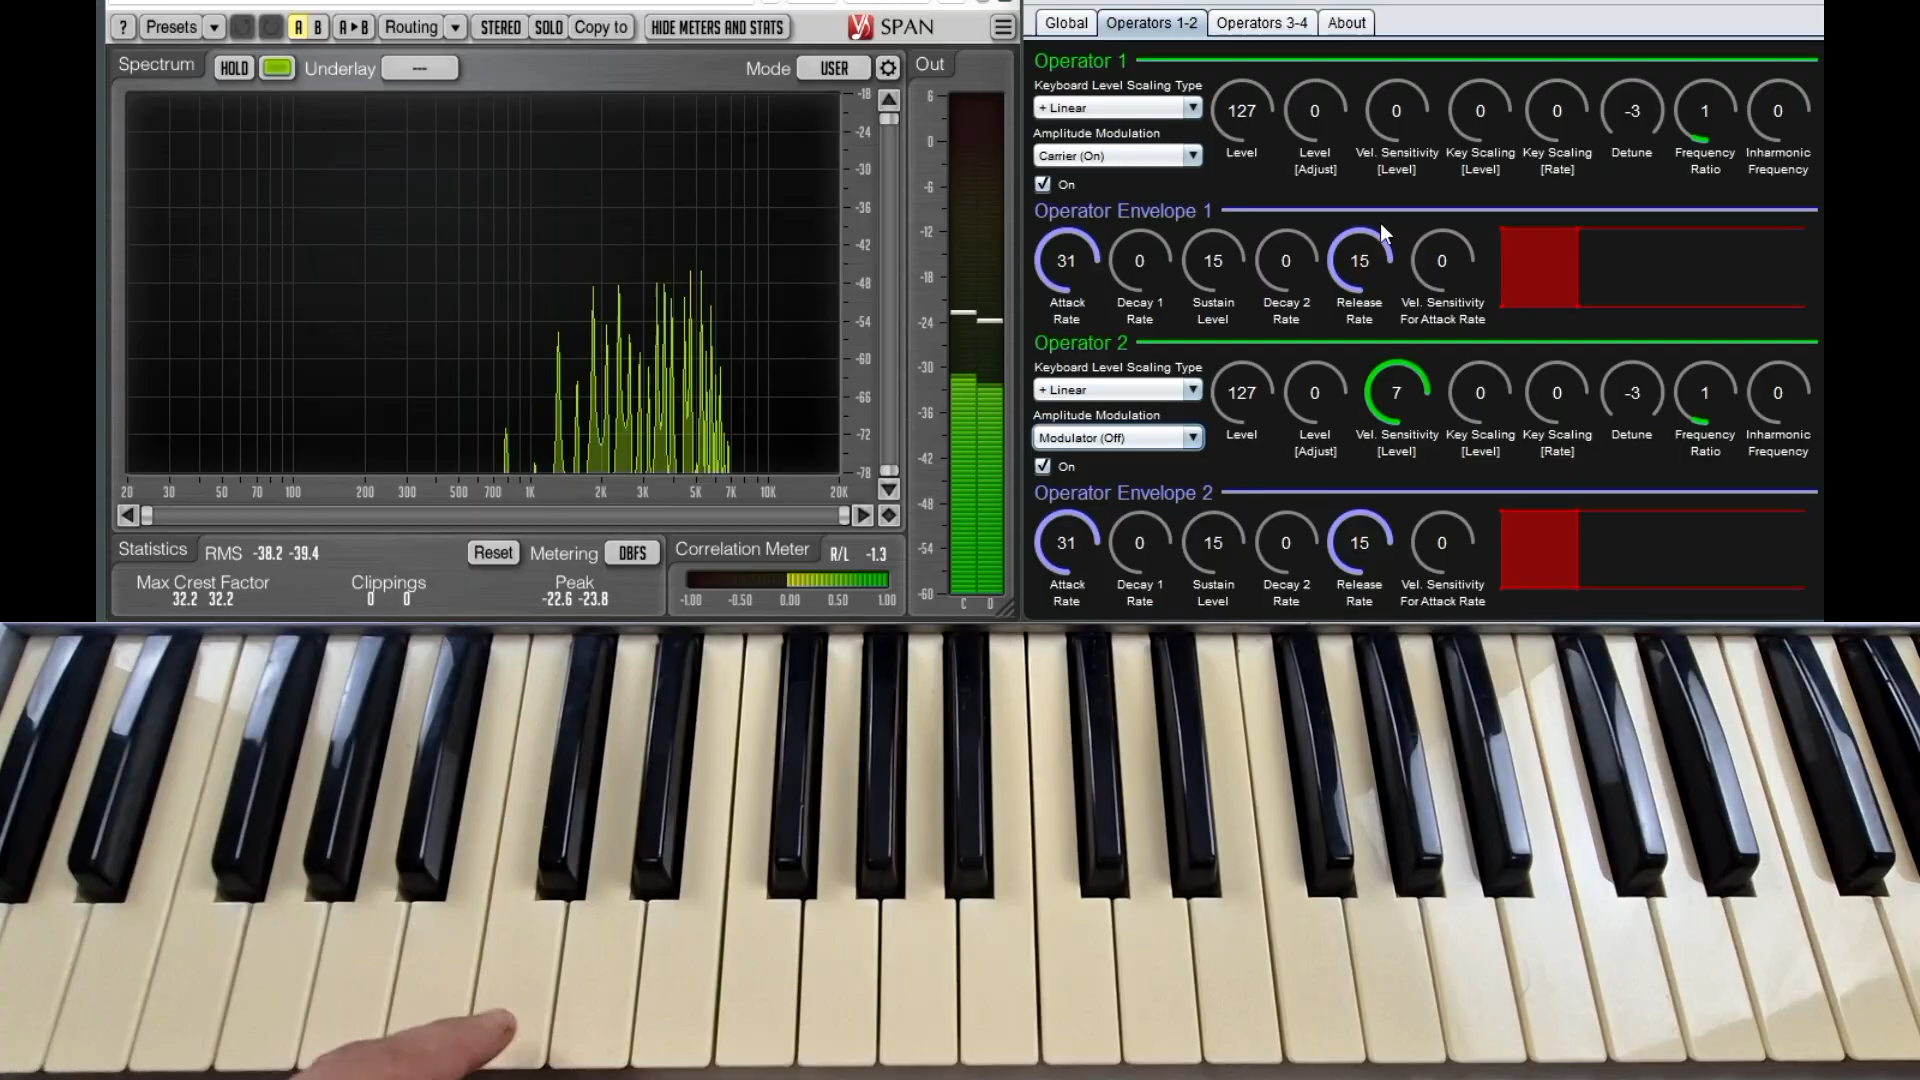 ? Presets A B A ▸ B Routing STEREO SOLO Copy to HIDE METERS AND STATS SPAN
Spectrum HOLD Underlay --- Mode USER Out
-18
-24
-30
-36
-42
-48
-54
-60
-66
-72
-78
20 30 50 70 100 200 300 500 700 1K 2K 3K 5K 7K 10K 20K
6
0
-6
-12
-18
-24
-30
-36
-42
-48
-54
-60
C D
Statistics RMS -38.2 -39.4 Reset Metering DBFS
Max Crest Factor Clippings Peak
32.2 32.2 0 0 -22.6 -23.8
Correlation Meter R/L -1.3
-1.00 -0.50 0.00 0.50 1.00
Global Operators 1-2 Operators 3-4 About
Operator 1
Keyboard Level Scaling Type
+ Linear
Amplitude Modulation
Carrier (On)
On
127 0 0 0 0 -3 1 0
Level Level Vel. Sensitivity Key Scaling Key Scaling Detune Frequency Inharmonic
[Adjust] [Level] [Level] [Rate] Ratio Frequency
Operator Envelope 1
31 0 15 0 15 0
Attack Decay 1 Sustain Decay 2 Release Vel. Sensitivity
Rate Rate Level Rate Rate For Attack Rate
Operator 2
Keyboard Level Scaling Type
+ Linear
Amplitude Modulation
Modulator (Off)
On
127 0 7 0 0 -3 1 0
Level Level Vel. Sensitivity Key Scaling Key Scaling Detune Frequency Inharmonic
[Adjust] [Level] [Level] [Rate] Ratio Frequency
Operator Envelope 2
31 0 15 0 15 0
Attack Decay 1 Sustain Decay 2 Release Vel. Sensitivity
Rate Rate Level Rate Rate For Attack Rate